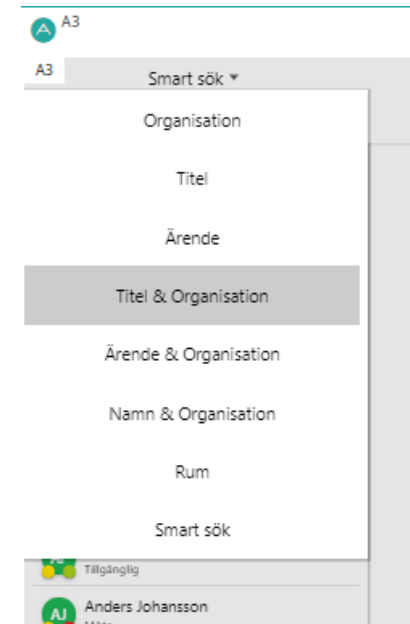 A3
A3
Smart sök
Organisation
Titel
Ärende
Titel & Organisation
Ärende & Organisation
Namn & Organisation
Rum
Smart sök
Tillgänglig
AJ Anders Johansson